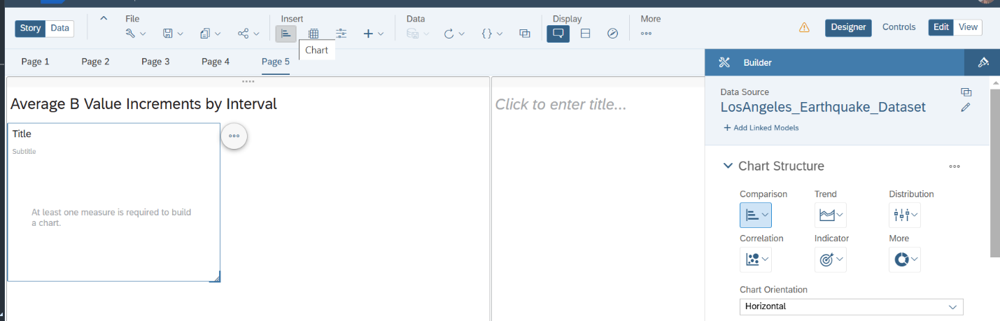 File Insert Data Display More
Story Data
Designer Controls Edit View
Chart
Page 1 Page 2 Page 3 Page 4 Page 5
Builder
Average B Value Increments by Interval
Click to enter title...
Title
Subtitle
At least one measure is required to build
a chart.
Data Source
LosAngeles_Earthquake_Dataset
+ Add Linked Models
Chart Structure
Comparison Trend Distribution
Correlation Indicator More
Chart Orientation
Horizontal